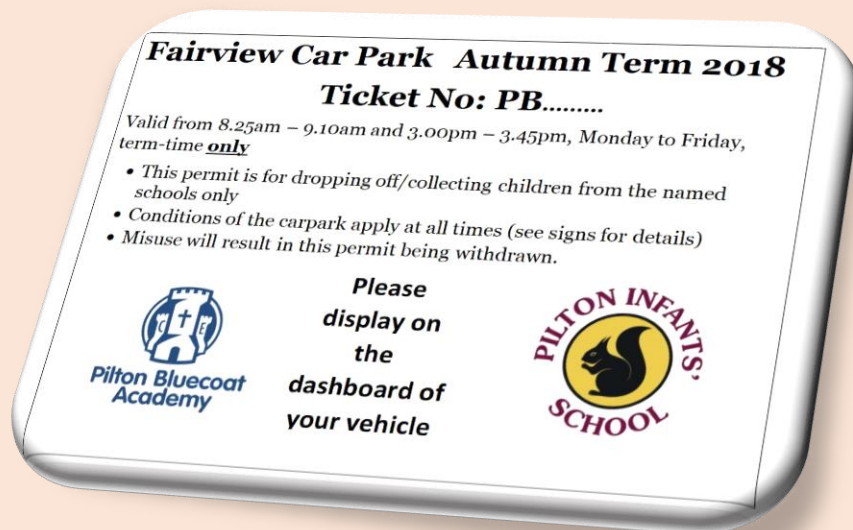 Fairview Car Park Autumn Term 2018
Ticket No: PB.........
Valid from 8.25am – 9.10am and 3.00pm – 3.45pm, Monday to Friday,
term-time only
• This permit is for dropping off/collecting children from the named
schools only
• Conditions of the carpark apply at all times (see signs for details)
• Misuse will result in this permit being withdrawn.
C E
Pilton Bluecoat
Academy
Please
display on
the
dashboard of
your vehicle
PILTON INFANTS'
SCHOOL